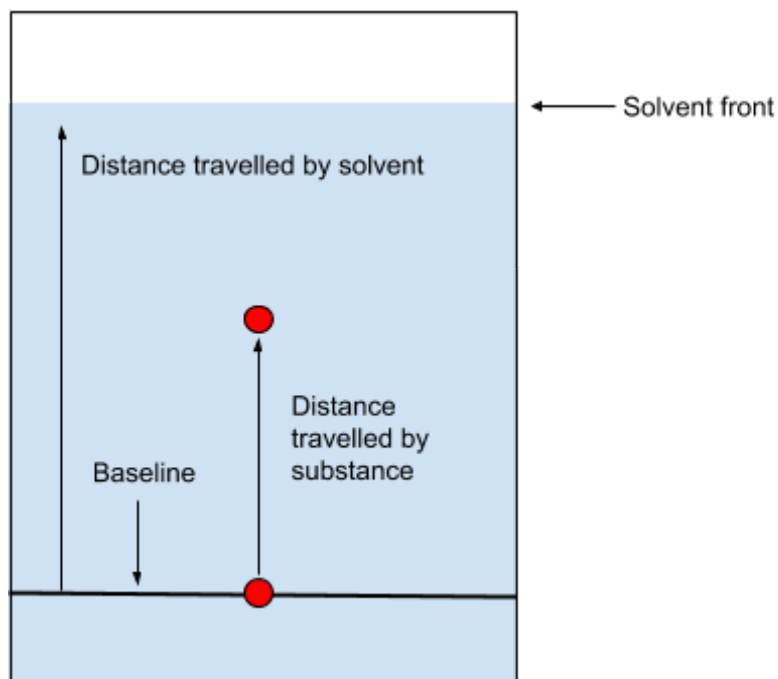 Solvent front
Distance travelled by solvent
Distance
travelled by
substance
Baseline